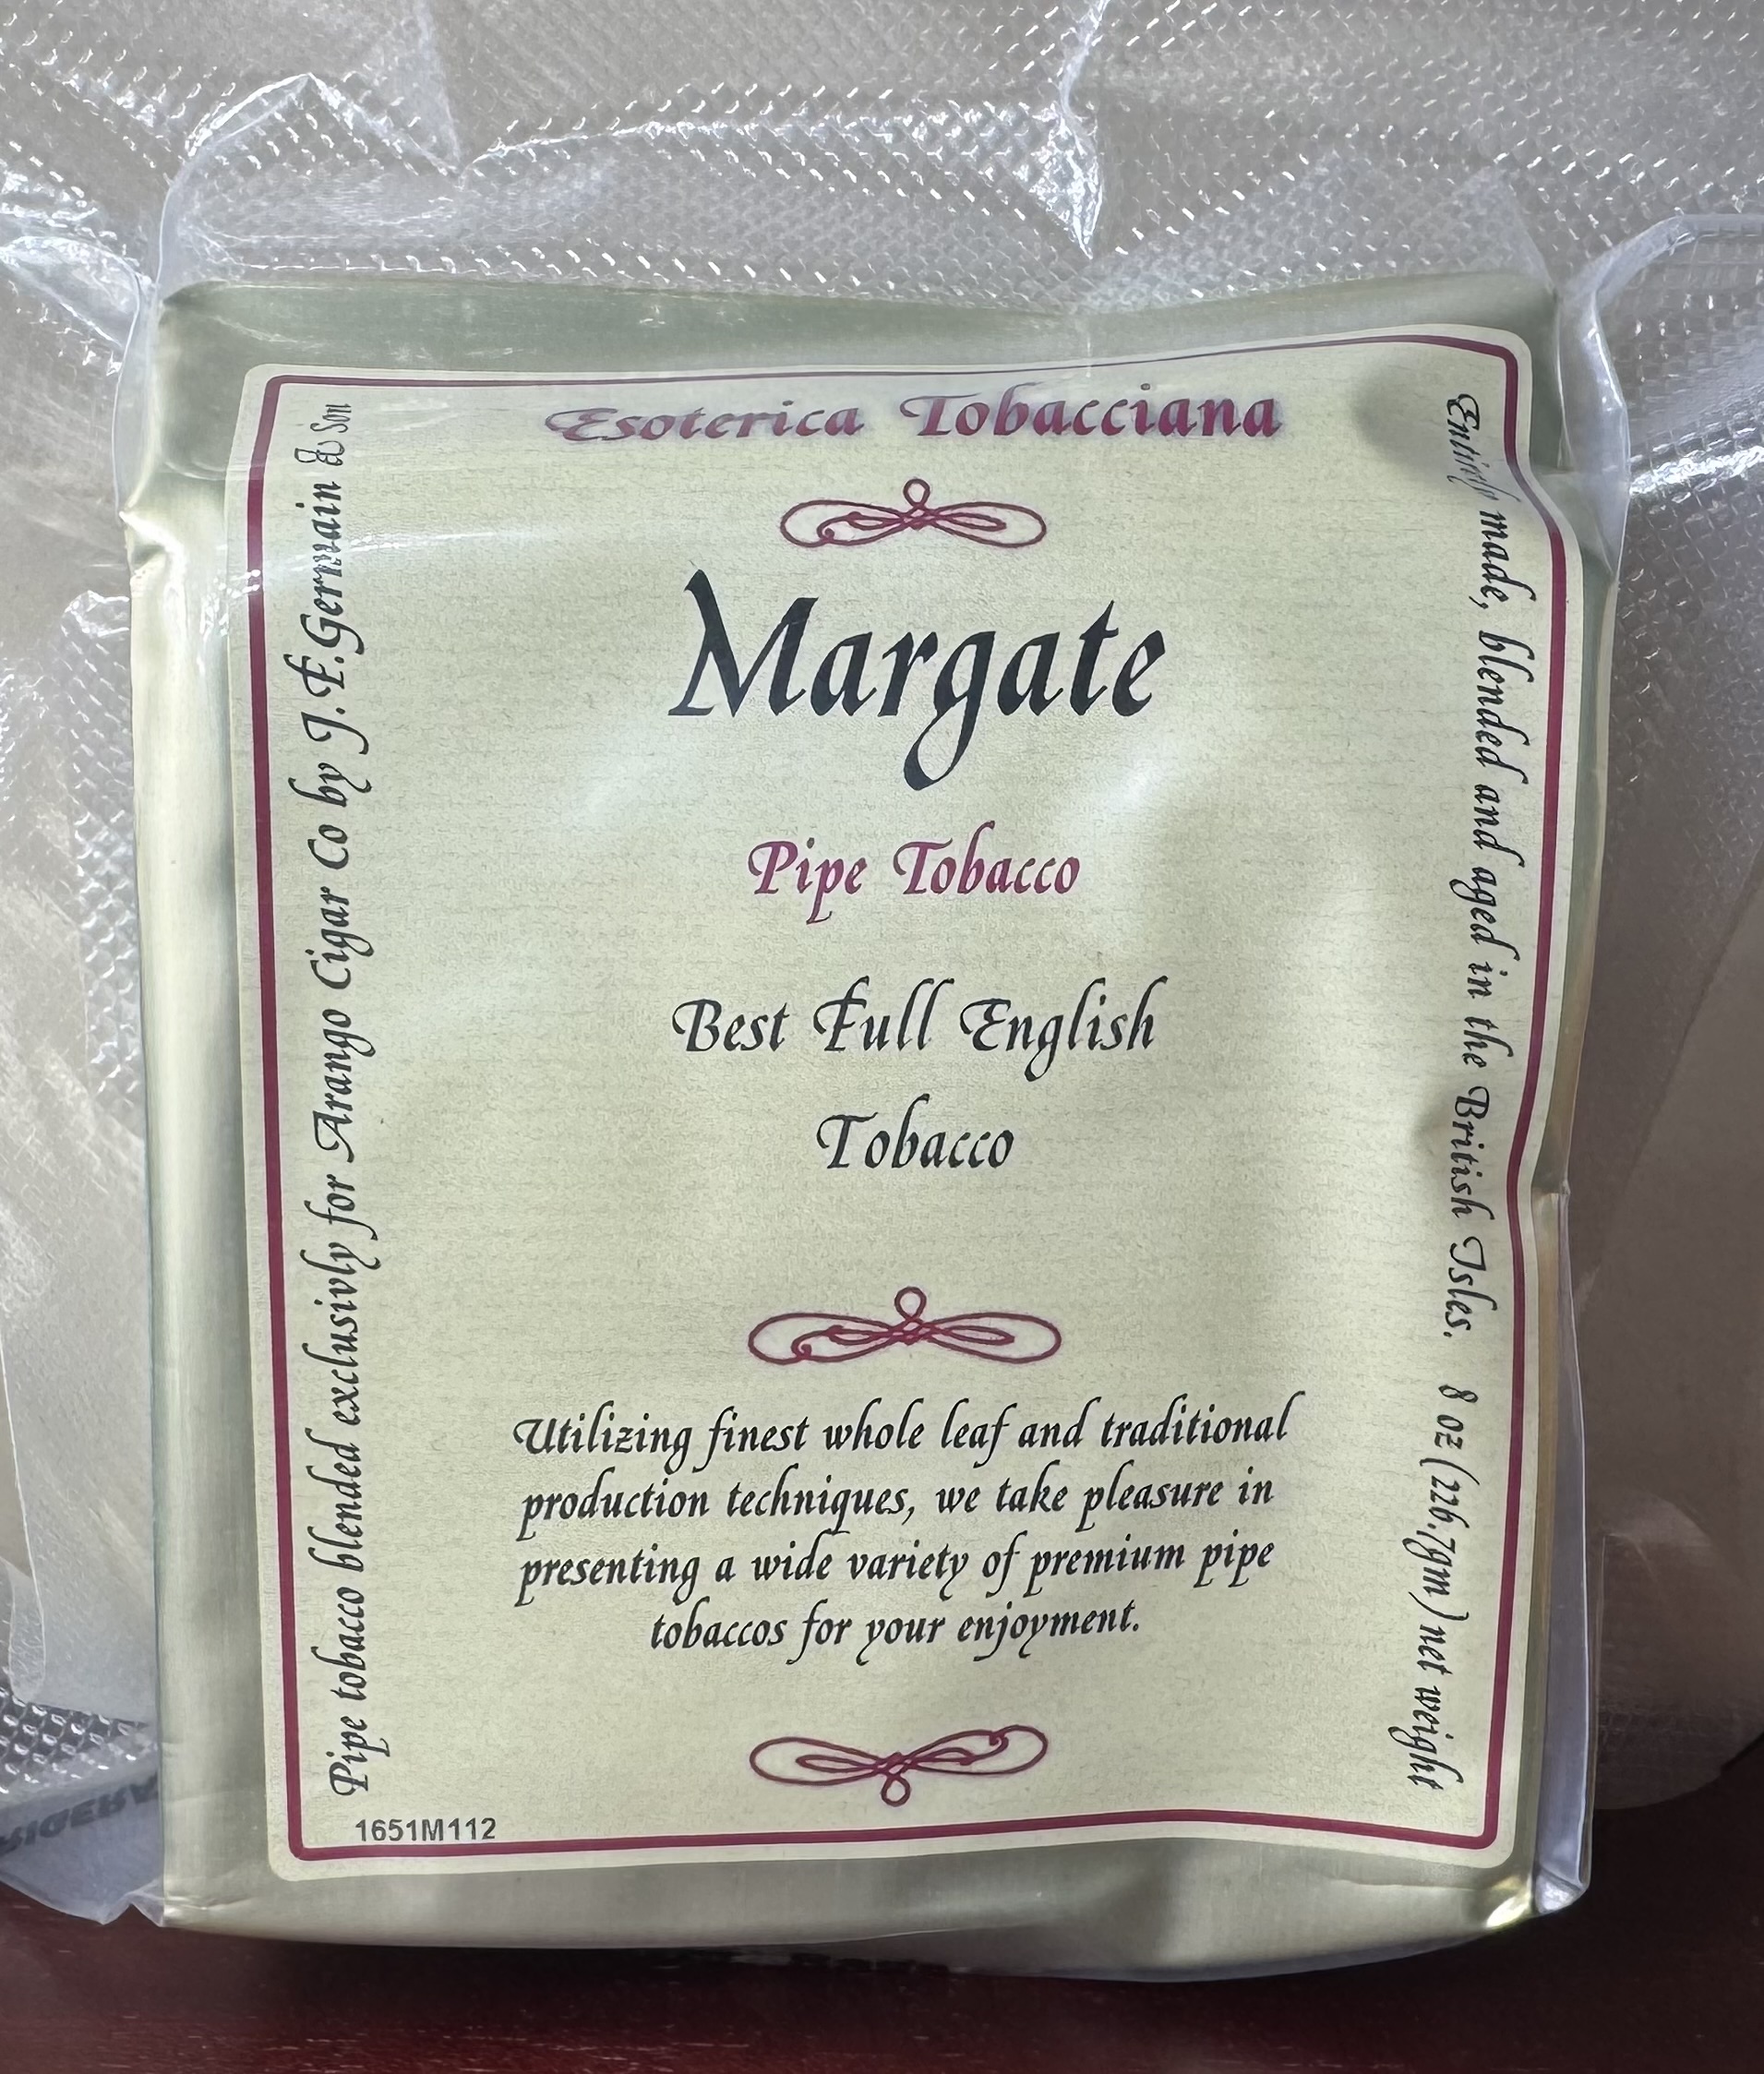 Esoterica Tobacciana
Margate
Pipe Tobacco
Best Full English
Tobacco
Utilizing finest whole leaf and traditional
production techniques, we take pleasure in
presenting a wide variety of premium pipe
tobaccos for your enjoyment.
Pipe tobacco blended exclusivly for Arango Cigar Co by J.F.Germain & Son
Entirely made, blended and aged in the British Isles. 8 oz (226.7gm) net weight
1651M112